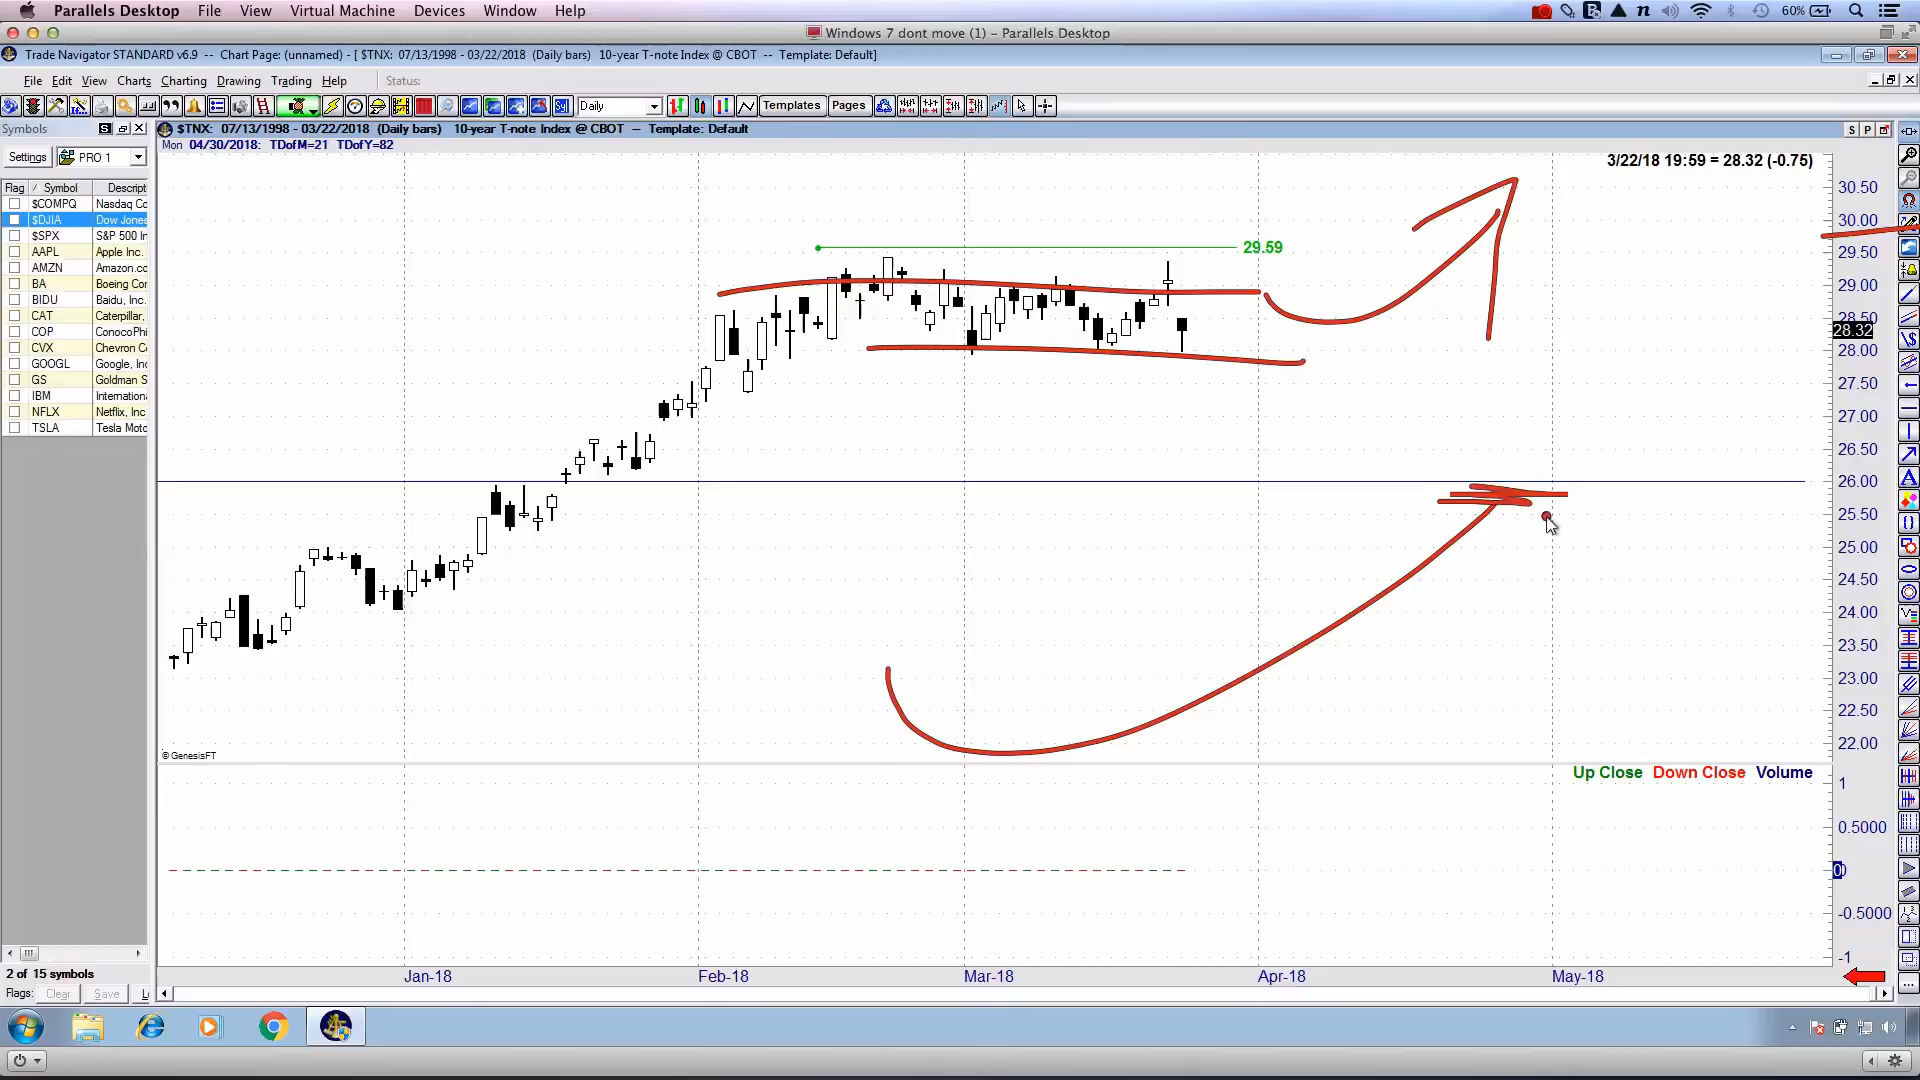 Parallels Desktop File View Virtual Machine Devices Window Help 60%
Windows 7 dont move (1) - Parallels Desktop
Trade Navigator STANDARD v6.9 -- Chart Page: (unnamed) - [ $TNX: 07/13/1998 - 03/22/2018 (Daily bars) 10-year T-note Index @ CBOT -- Template: Default]
File Edit View Charts Charting Drawing Trading Help Status:
Daily Templates Pages
Symbols S
$TNX: 07/13/1998 - 03/22/2018 (Daily bars) 10-year T-note Index @ CBOT -- Template: Default S P
Mon 04/30/2018: TDofM=21 TDofY=82
Settings PRO 1
3/22/18 19:59 = 28.32 (-0.75)
Flag Symbol Descript
$COMPQ Nasdaq Co
$DJIA Dow Jones
$SPX S&P 500 In
AAPL Apple Inc.
AMZN Amazon.co
BA Boeing Cor
BIDU Baidu, Inc.
CAT Caterpillar,
COP ConocoPhi
CVX Chevron C
GOOGL Google, Inc
GS Goldman S
IBM Internation
NFLX Netflix, Inc
TSLA Tesla Moto
29.59
30.50
30.00
29.50
29.00
28.50
28.32
28.00
27.50
27.00
26.50
26.00
25.50
25.00
24.50
24.00
23.50
23.00
22.50
22.00
© GenesisFT
Up Close Down Close Volume
1
0.5000
0
-0.5000
-1
Jan-18 Feb-18 Mar-18 Apr-18 May-18
2 of 15 symbols
Flags: Clear Save